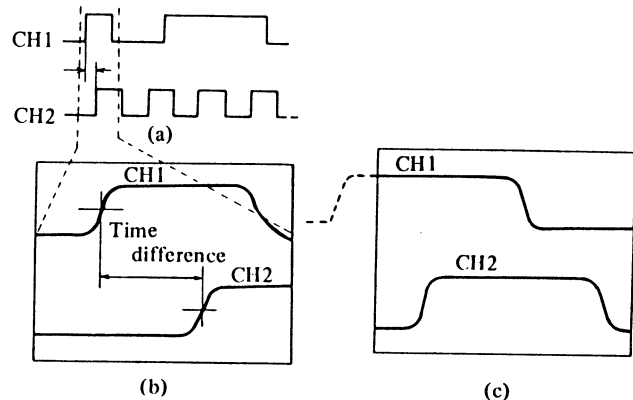 CH1
CH2
(a)
CH1
Time
difference
CH2
(b)
CH1
CH2
(c)